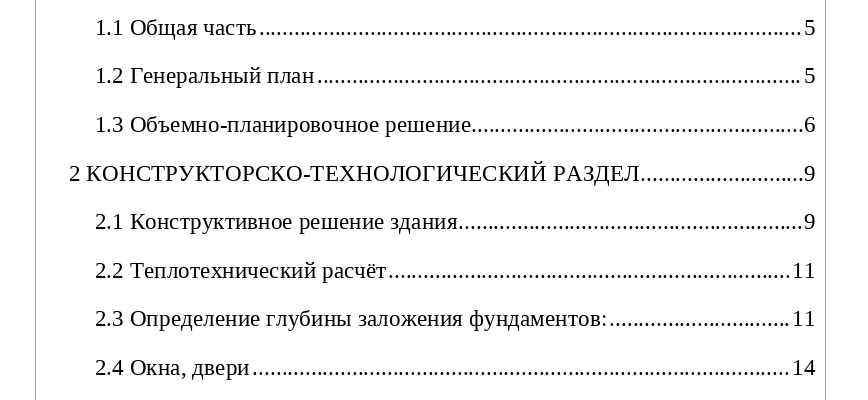 1.1 Общая часть................................................................................................5
1.2 Генеральный план......................................................................................5
1.3 Объемно-планировочное решение..........................................................6
2 КОНСТРУКТОРСКО-ТЕХНОЛОГИЧЕСКИЙ РАЗДЕЛ............................9
2.1 Конструктивное решение здания............................................................9
2.2 Теплотехнический расчёт.......................................................................11
2.3 Определение глубины заложения фундаментов:...............................11
2.4 Окна, двери...............................................................................................14